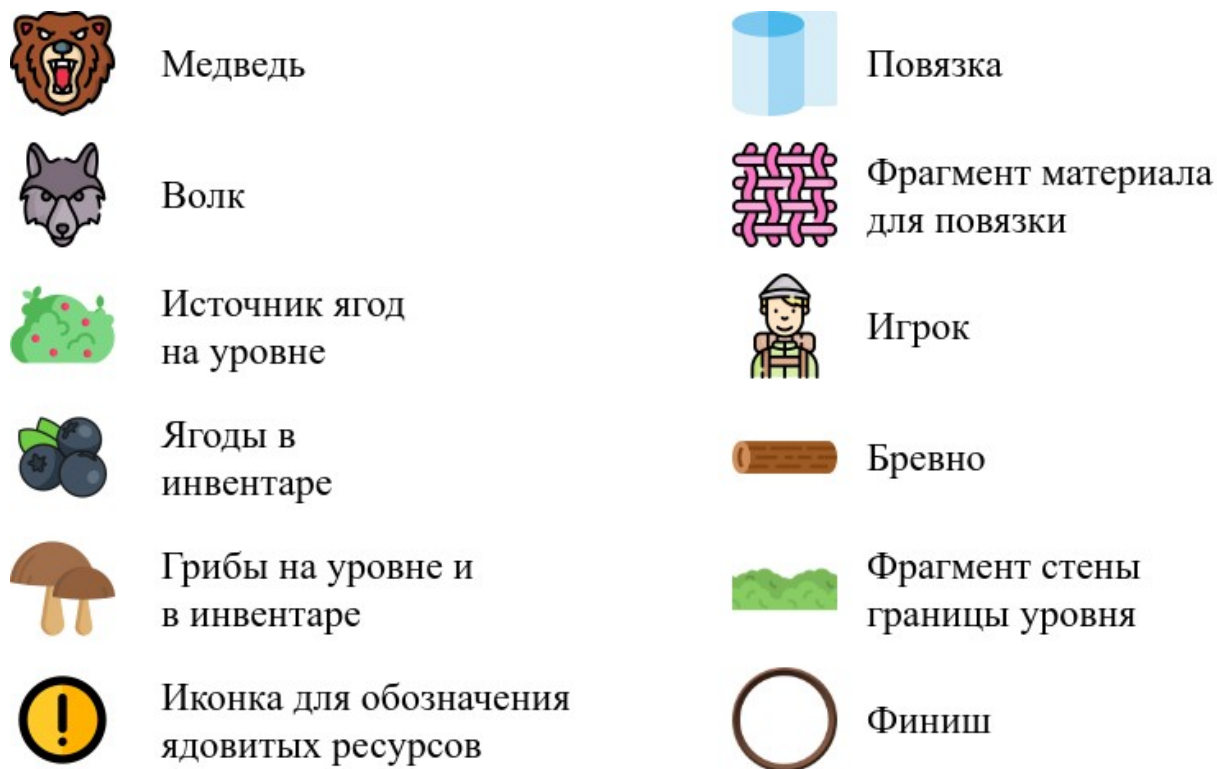 Медведь
Волк
Источник ягод
на уровне
Ягоды в
инвентаре
Грибы на уровне и
в инвентаре
Иконка для обозначения
ядовитых ресурсов
Повязка
Фрагмент материала
для повязки
Игрок
Бревно
Фрагмент стены
границы уровня
Финиш